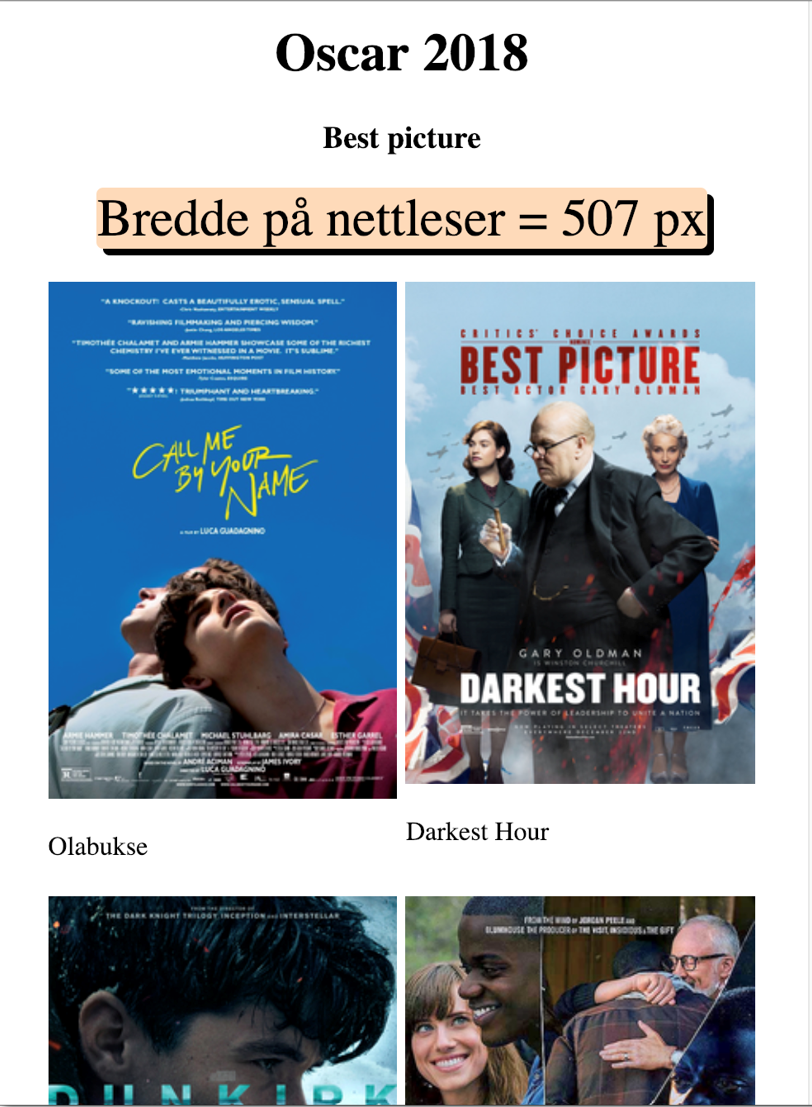 Oscar 2018
Best picture
Bredde på nettleser = 507 px
"A KNOCKOUT! CASTS A BEAUTIFULLY EROTIC, SENSUAL SPELL."
"RAVISHING FILMMAKING AND PIERCING WISDOM."
"TIMOTHÉE CHALAMET AND ARMIE HAMMER SHOWCASE SOME OF THE RICHEST
CHEMISTRY I'VE EVER WITNESSED IN A MOVIE. IT'S SUBLIME."
"SOME OF THE MOST EMOTIONAL MOMENTS IN FILM HISTORY."
"★★★★★! TRIUMPHANT AND HEARTBREAKING."
CALL ME
BY YOUR
NAME
A FILM BY LUCA GUADAGNINO
ARMIE HAMMER TIMOTHÉE CHALAMET MICHAEL STUHLBARG AMIRA CASAR ESTHER GARREL
ANDRÉ ACIMAN JAMES IVORY
LUCA GUADAGNINO
CRITICS' CHOICE AWARDS
BEST PICTURE
BEST ACTOR GARY OLDMAN
GARY OLDMAN
IS WINSTON CHURCHILL
DARKEST HOUR
IT TAKES THE POWER OF LEADERSHIP TO UNITE A NATION
NOW PLAYING IN SELECT THEATERS
EVERYWHERE DECEMBER
Olabukse
Darkest Hour
FROM THE DIRECTOR OF
THE DARK KNIGHT TRILOGY, INCEPTION AND INTERSTELLAR
DUNKIRK
FROM THE MIND OF JORDAN PEELE AND
BLUMHOUSE THE PRODUCER OF THE VISIT, INSIDIOUS & THE GIFT